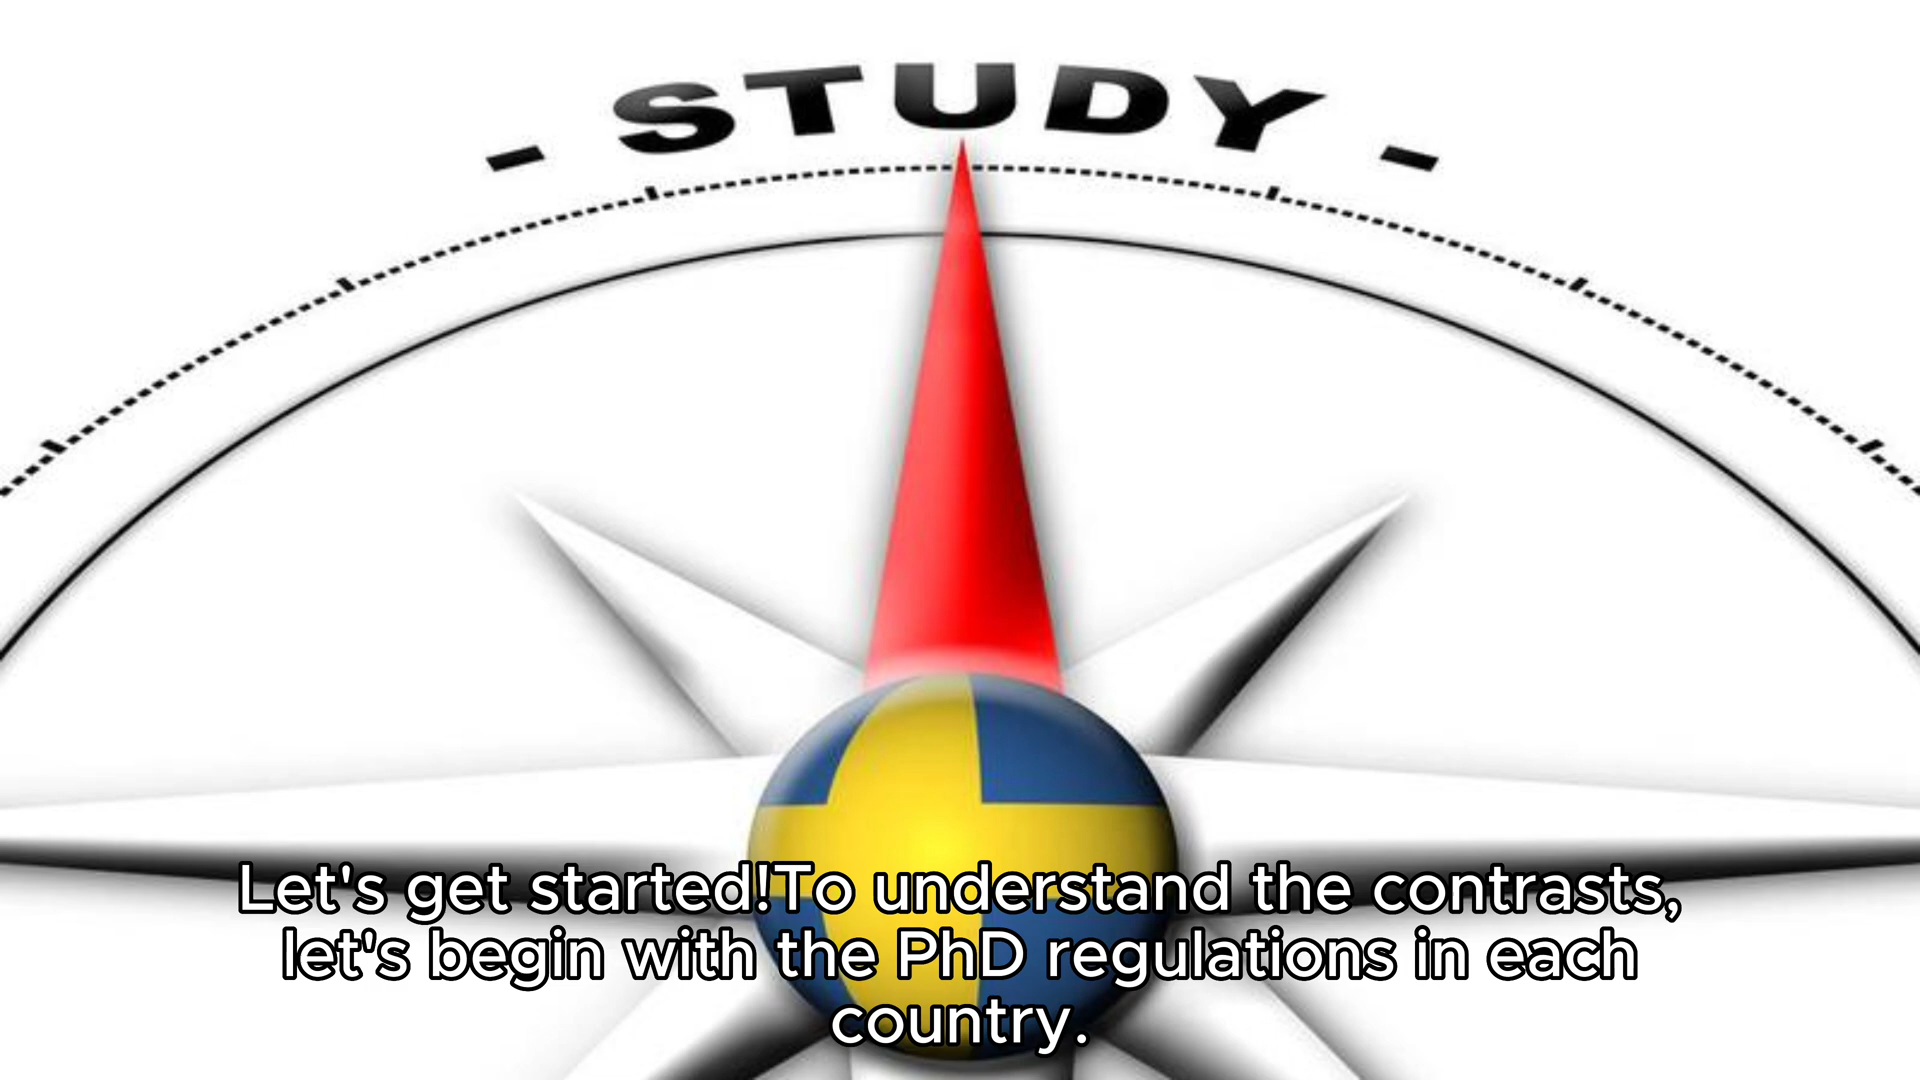 - STUDY -
Let's get started!To understand the contrasts,
let's begin with the PhD regulations in each
country.